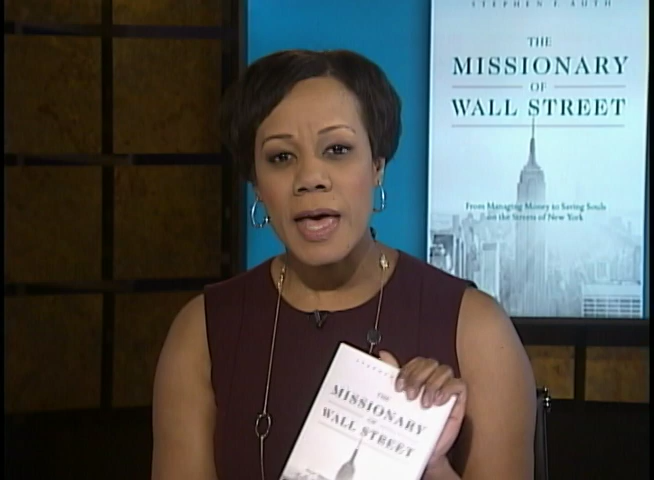 STEPHEN F. AUTH
THE
MISSIONARY
OF
WALL STREET
From Managing Money to Saving Souls
on the Streets of New York
THE
MISSIONARY
OF
WALL STREET